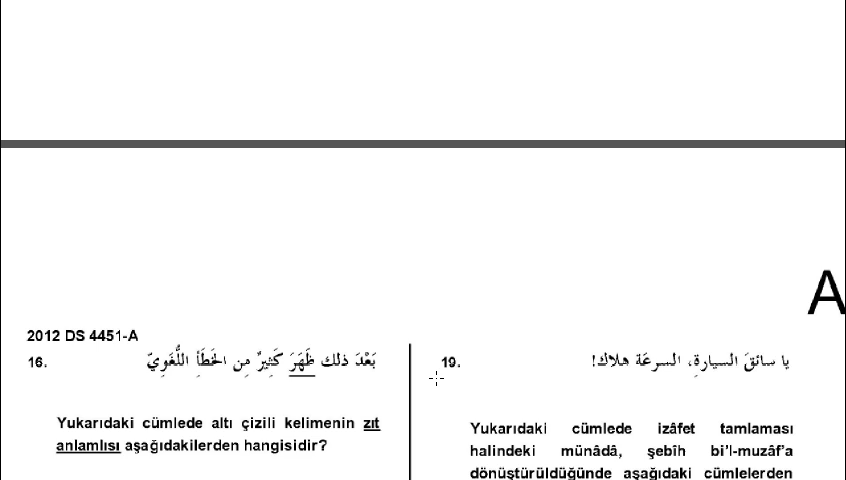 A
2012 DS 4451-A
16. بَعْدَ ذلك ظَهَرَ كَثِيرٌ مِن الخَطَأِ اللُّغَوِيّ
Yukarıdaki cümlede altı çizili kelimenin zıt
anlamlısı aşağıdakilerden hangisidir?
19. يا سائقَ السيارةِ، السرعَة هلاك!
Yukarıdaki cümlede izâfet tamlaması
halindeki münâdâ, şebîh bi'l-muzâf'a
dönüştürüldüğünde aşağıdaki cümlelerden